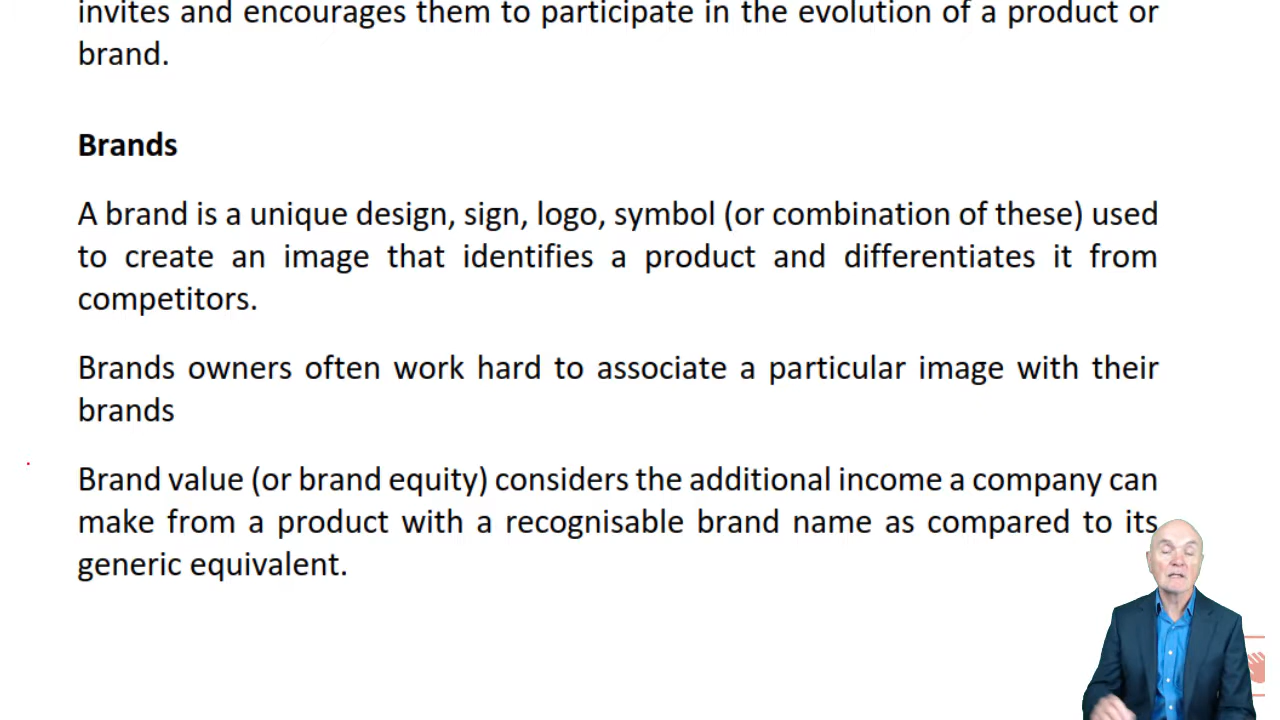 invites and encourages them to participate in the evolution of a product or
brand.
Brands
A brand is a unique design, sign, logo, symbol (or combination of these) used
to create an image that identifies a product and differentiates it from
competitors.
Brands owners often work hard to associate a particular image with their
brands
Brand value (or brand equity) considers the additional income a company can
make from a product with a recognisable brand name as compared to its
generic equivalent.